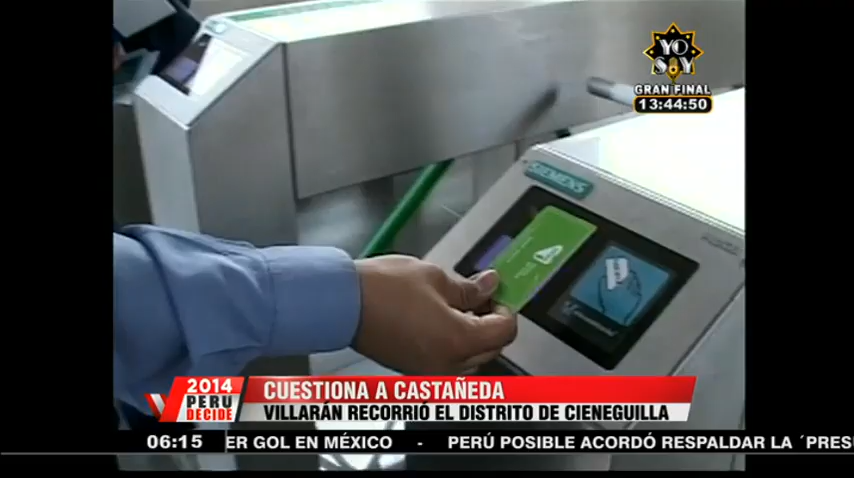 YO
SOY
GRAN FINAL
13:44:50
SIEMENS
2014
PERU
DECIDE
CUESTIONA A CASTAÑEDA
VILLARÁN RECORRIÓ EL DISTRITO DE CIENEGUILLA
06:15 ER GOL EN MÉXICO - PERÚ POSIBLE ACORDÓ RESPALDAR LA ´PRES